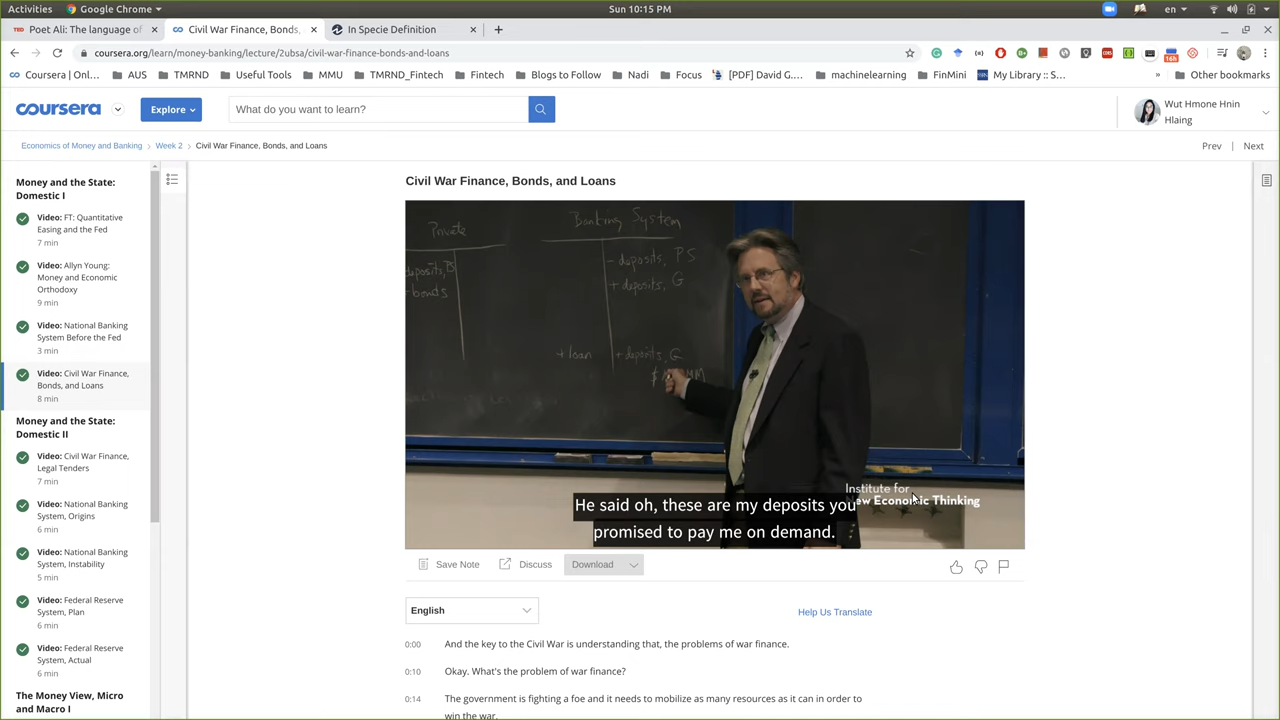 Activities
Google Chrome
Sun 10:15 PM
en
Poet Ali: The language of
Civil War Finance, Bonds,
In Specie Definition
coursera.org/learn/money-banking/lecture/2ubsa/civil-war-finance-bonds-and-loans
16h
Coursera | Onl...
AUS
TMRND
Useful Tools
MMU
TMRND_Fintech
Fintech
Blogs to Follow
Nadi
Focus
[PDF] David G....
machinelearning
FinMini
My Library :: S...
»
Other bookmarks
coursera
Explore
What do you want to learn?
Wut Hmone Hnin
Hlaing
Economics of Money and Banking
Week 2
Civil War Finance, Bonds, and Loans
Prev
Next
Money and the State:
Domestic I
Video: FT: Quantitative
Easing and the Fed
7 min
Video: Allyn Young:
Money and Economic
Orthodoxy
9 min
Video: National Banking
System Before the Fed
3 min
Video: Civil War Finance,
Bonds, and Loans
8 min
Money and the State:
Domestic II
Video: Civil War Finance,
Legal Tenders
7 min
Video: National Banking
System, Origins
6 min
Video: National Banking
System, Instability
5 min
Video: Federal Reserve
System, Plan
6 min
Video: Federal Reserve
System, Actual
6 min
The Money View, Micro
and Macro I
Civil War Finance, Bonds, and Loans
Private
Banking System
deposits, PS
+ bonds
- deposits, PS
+ deposits, G
+ loan
+ deposits, G
Institute for
New Economic Thinking
He said oh, these are my deposits you
promised to pay me on demand.
Save Note
Discuss
Download
English
Help Us Translate
0:00
And the key to the Civil War is understanding that, the problems of war finance.
0:10
Okay. What's the problem of war finance?
0:14
The government is fighting a foe and it needs to mobilize as many resources as it can in order to
win the war.